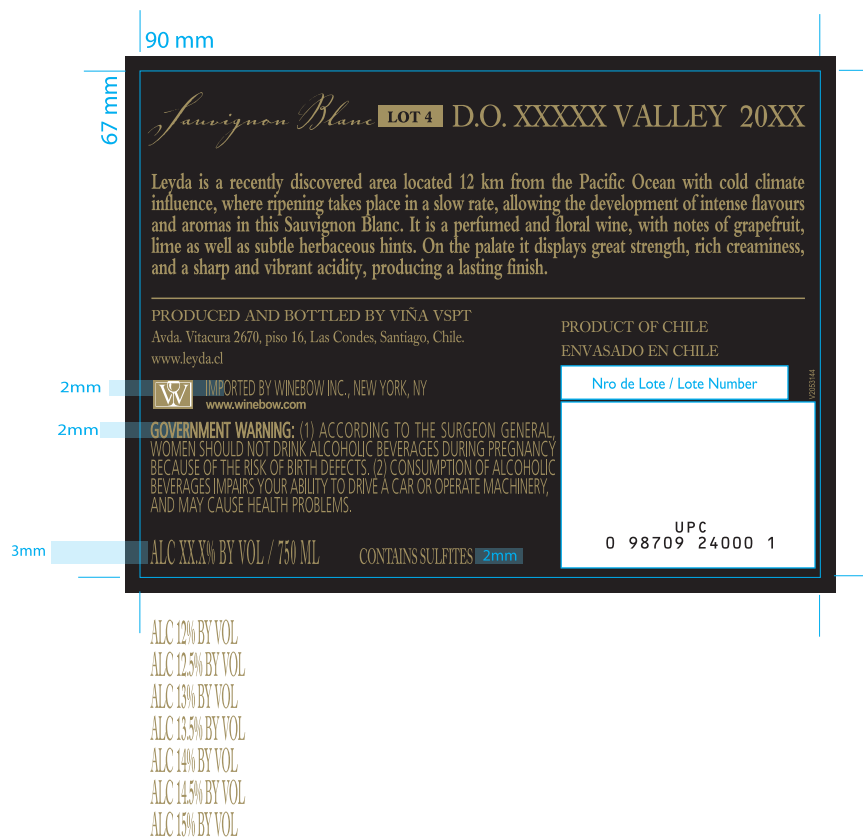 90 mm
67 mm
Sauvignon Blanc LOT 4 D.O. XXXXX VALLEY 20XX
Leyda is a recently discovered area located 12 km from the Pacific Ocean with cold climate
influence, where ripening takes place in a slow rate, allowing the development of intense flavours
and aromas in this Sauvignon Blanc. It is a perfumed and floral wine, with notes of grapefruit,
lime as well as subtle herbaceous hints. On the palate it displays great strength, rich creaminess,
and a sharp and vibrant acidity, producing a lasting finish.
PRODUCED AND BOTTLED BY VIÑA VSPT
Avda. Vitacura 2670, piso 16, Las Condes, Santiago, Chile.
www.leyda.cl
PRODUCT OF CHILE
ENVASADO EN CHILE
Nro de Lote / Lote Number
V2053144
2mm
W
IMPORTED BY WINEBOW INC., NEW YORK, NY
www.winebow.com
2mm
GOVERNMENT WARNING: (1) ACCORDING TO THE SURGEON GENERAL,
WOMEN SHOULD NOT DRINK ALCOHOLIC BEVERAGES DURING PREGNANCY
BECAUSE OF THE RISK OF BIRTH DEFECTS. (2) CONSUMPTION OF ALCOHOLIC
BEVERAGES IMPAIRS YOUR ABILITY TO DRIVE A CAR OR OPERATE MACHINERY,
AND MAY CAUSE HEALTH PROBLEMS.
UPC
0 98709 24000 1
3mm
ALC XX.X% BY VOL / 750 ML CONTAINS SULFITES 2mm
ALC 12% BY VOL
ALC 12.5% BY VOL
ALC 13% BY VOL
ALC 13.5% BY VOL
ALC 14% BY VOL
ALC 14.5% BY VOL
ALC 15% BY VOL